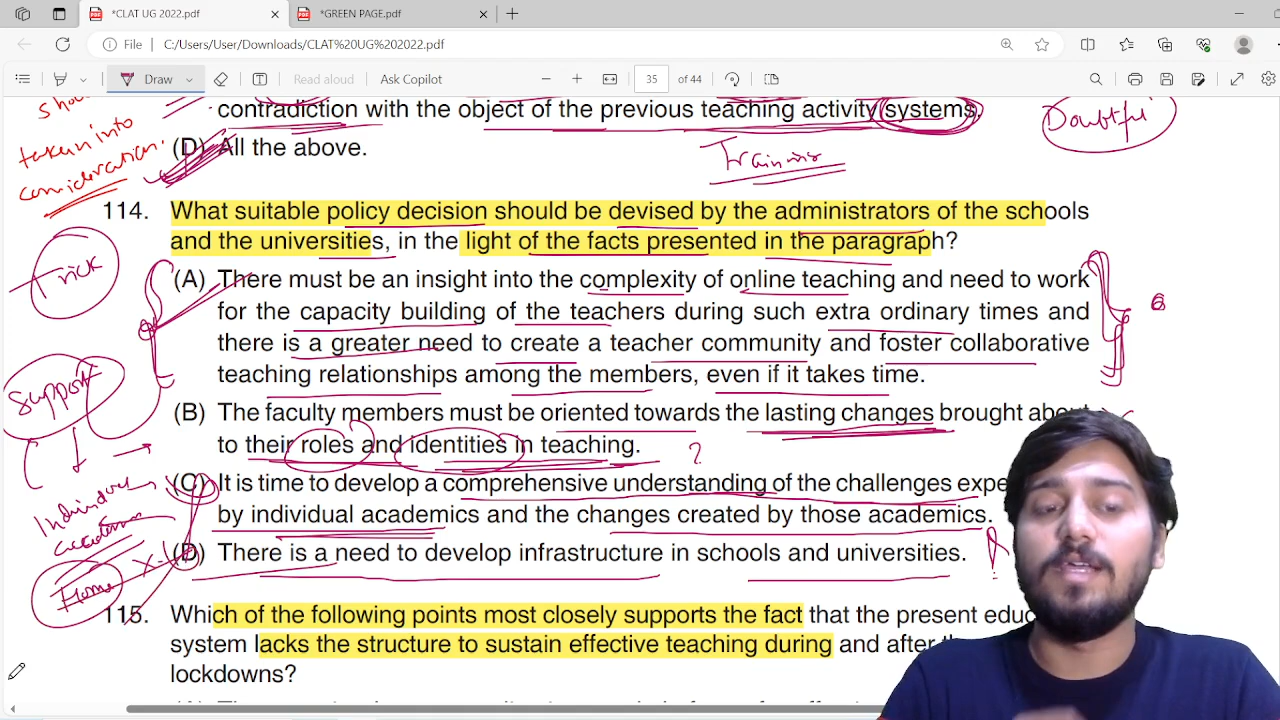 *CLAT UG 2022.pdf
*GREEN PAGE.pdf
File
C:/Users/User/Downloads/CLAT%20UG%202022.pdf
Draw
Read aloud
Ask Copilot
35
of 44
contradiction with the object of the previous teaching activity systems.
Doubtful
taken into
consideration.
(D) All the above.
114. What suitable policy decision should be devised by the administrators of the schools
and the universities, in the light of the facts presented in the paragraph?
Trick
(A) There must be an insight into the complexity of online teaching and need to work
for the capacity building of the teachers during such extra ordinary times and
there is a greater need to create a teacher community and foster collaborative
teaching relationships among the members, even if it takes time.
Support
(B) The faculty members must be oriented towards the lasting changes brought about
to their roles and identities in teaching.
?
(C) It is time to develop a comprehensive understanding of the challenges expe
by individual academics and the changes created by those academics.
(D) There is a need to develop infrastructure in schools and universities.
115. Which of the following points most closely supports the fact that the present educ
system lacks the structure to sustain effective teaching during and after th
lockdowns?